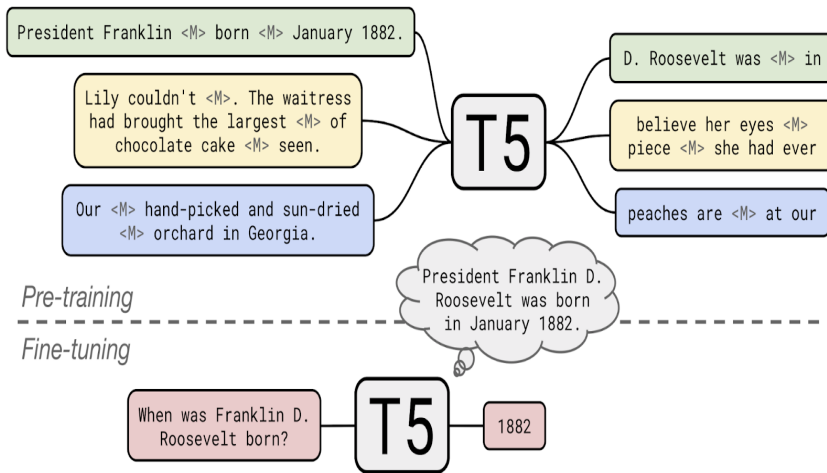 President Franklin <M> born <M> January 1882.
Lily couldn't <M>. The waitress
had brought the largest <M> of
chocolate cake <M> seen.
Our <M> hand-picked and sun-dried
<M> orchard in Georgia.
T5
D. Roosevelt was <M> in
believe her eyes <M>
piece <M> she had ever
peaches are <M> at our
President Franklin D.
Roosevelt was born
in January 1882.
Pre-training
Fine-tuning
When was Franklin D.
Roosevelt born?
T5
1882